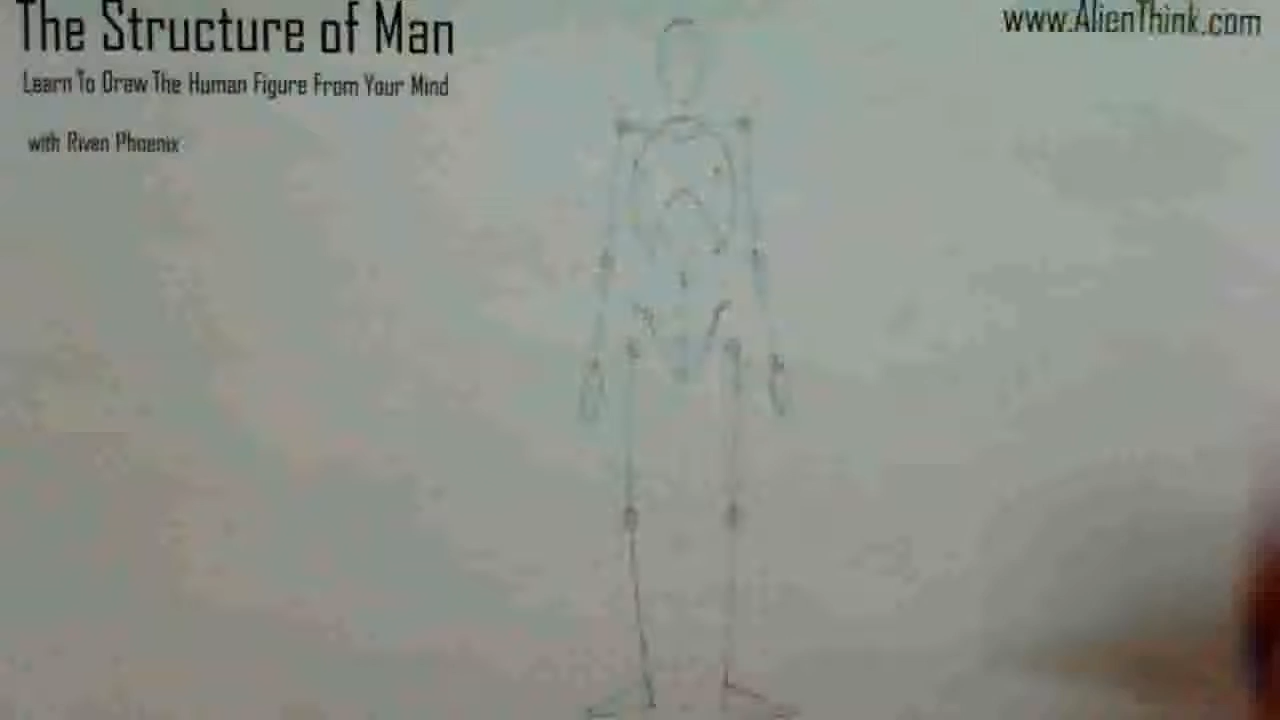 The Structure of Man
www.AlienThink.com
Learn To Draw The Human Figure From Your Mind
with Riven Phoenix